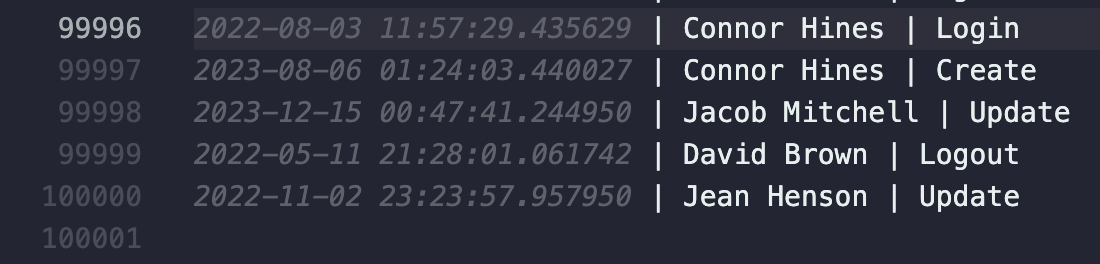 99996 2022-08-03 11:57:29.435629 | Connor Hines | Login
99997 2023-08-06 01:24:03.440027 | Connor Hines | Create
99998 2023-12-15 00:47:41.244950 | Jacob Mitchell | Update
99999 2022-05-11 21:28:01.061742 | David Brown | Logout
100000 2022-11-02 23:23:57.957950 | Jean Henson | Update
100001